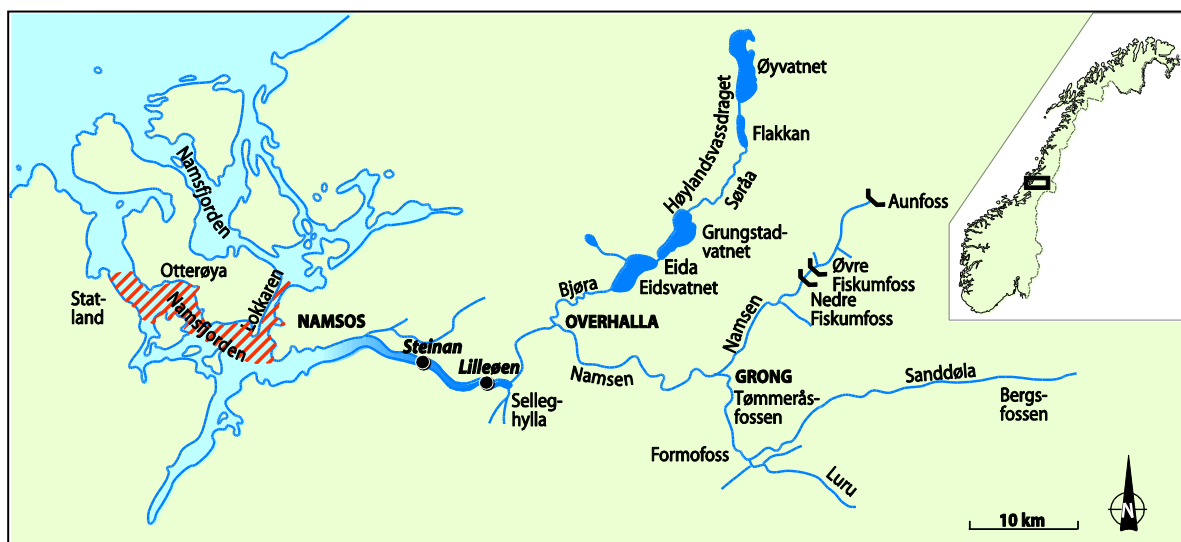 Øyvatnet
Flakkan
Høylandsvassdraget
Søråa
Namsfjorden
Aunfoss
Grungstad-
vatnet
Otterøya
Eida
Eidsvatnet
Øvre
Fiskumfoss
Nedre
Fiskumfoss
Stat-
land
Lokkaren
Namsfjorden
Bjøra
NAMSOS
OVERHALLA
Namsen
Steinan
Lilleøen
Namsen
Selleg-
hylla
GRONG
Tømmerås-
fossen
Sanddøla
Bergs-
fossen
Formofoss
Luru
10 km
N